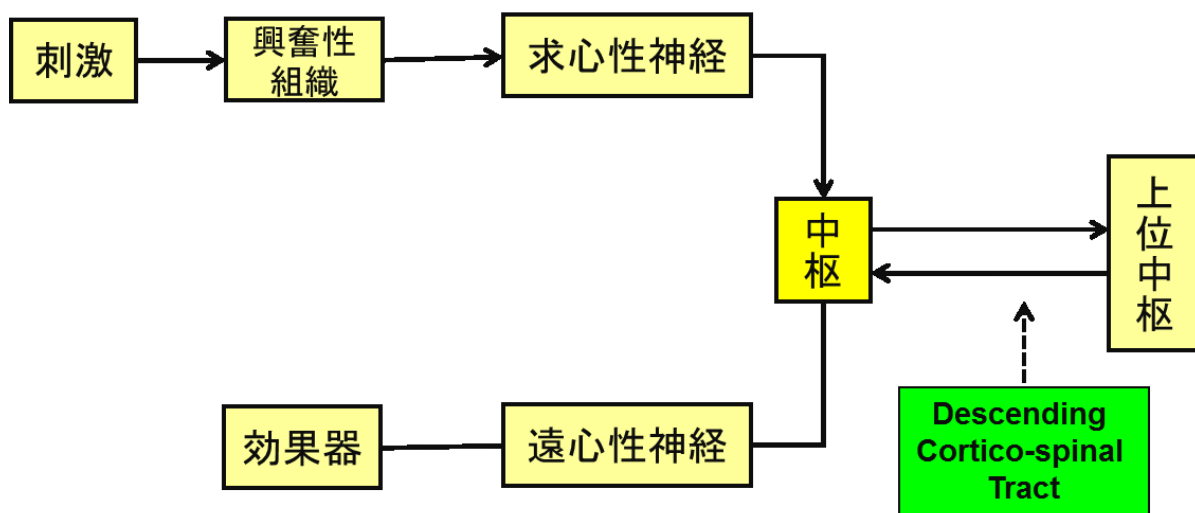 刺激
興奮性
組織
求心性神経
中枢
上位中枢
効果器
遠心性神経
Descending
Cortico-spinal
Tract